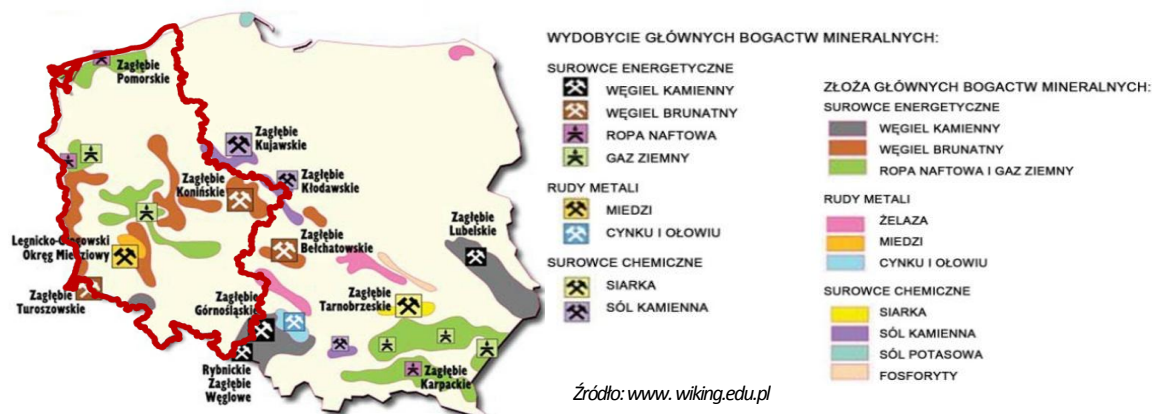 Zagłębie
Pomorskie
Zagłębie
Kujawskie
Zagłębie
Konińskie
Zagłębie
Kłodawskie
Zagłębie
Lubelskie
Legnicko-Głogowski
Okręg Miedziowy
Zagłębie
Bełchatowskie
Zagłębie
Turoszowskie
Zagłębie
Górnośląskie
Zagłębie
Tarnobrzeskie
Rybnickie
Zagłębie
Węglowe
Zagłębie
Karpackie
WYDOBYCIE GŁÓWNYCH BOGACTW MINERALNYCH:
SUROWCE ENERGETYCZNE
WĘGIEL KAMIENNY
WĘGIEL BRUNATNY
ROPA NAFTOWA
GAZ ZIEMNY
RUDY METALI
MIEDZI
CYNKU I OŁOWIU
SUROWCE CHEMICZNE
SIARKA
SÓL KAMIENNA
ZŁOŻA GŁÓWNYCH BOGACTW MINERALNYCH:
SUROWCE ENERGETYCZNE
WĘGIEL KAMIENNY
WĘGIEL BRUNATNY
ROPA NAFTOWA I GAZ ZIEMNY
RUDY METALI
ŻELAZA
MIEDZI
CYNKU I OŁOWIU
SUROWCE CHEMICZNE
SIARKA
SÓL KAMIENNA
SÓL POTASOWA
FOSFORYTY
Źródło: www. wiking.edu.pl